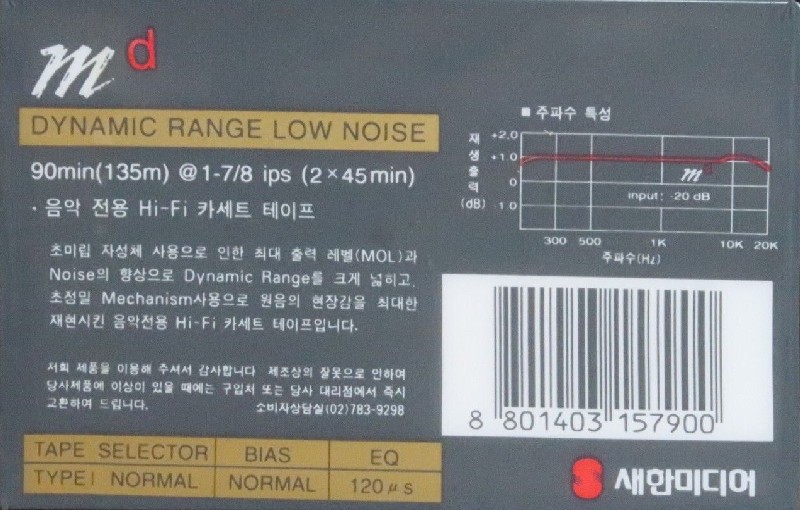 md
DYNAMIC RANGE LOW NOISE
90min(135m) @1-7/8 ips (2×45min)
· 음악 전용 Hi-Fi 카세트 테이프
초미립 자성체 사용으로 인한 최대 출력 레벨(MOL)과
Noise의 향상으로 Dynamic Range를 크게 넓히고,
초정밀 Mechanism사용으로 원음의 현장감을 최대한
재현시킨 음악전용 Hi-Fi 카세트 테이프입니다.
저희 제품을 이용해 주셔서 감사합니다 제조상의 잘못으로 인하여
당사제품에 이상이 있을 때에는 구입처 또는 당사 대리점에서 즉시
교환하여 드립니다. 소비자상담실(02)783-9298
TAPE SELECTOR BIAS EQ
TYPE I NORMAL NORMAL 120μs
■ 주파수 특성
재생출력(dB)
+2.0
+1.0
0
-1.0
md
input: -20 dB
300 500 1K 10K 20K
주파수(Hz)
8 801403 157900
새한미디어